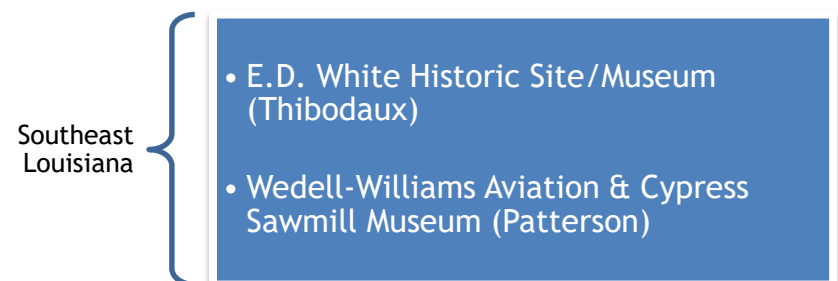 Southeast
Louisiana
• E.D. White Historic Site/Museum
(Thibodaux)
• Wedell-Williams Aviation & Cypress
Sawmill Museum (Patterson)